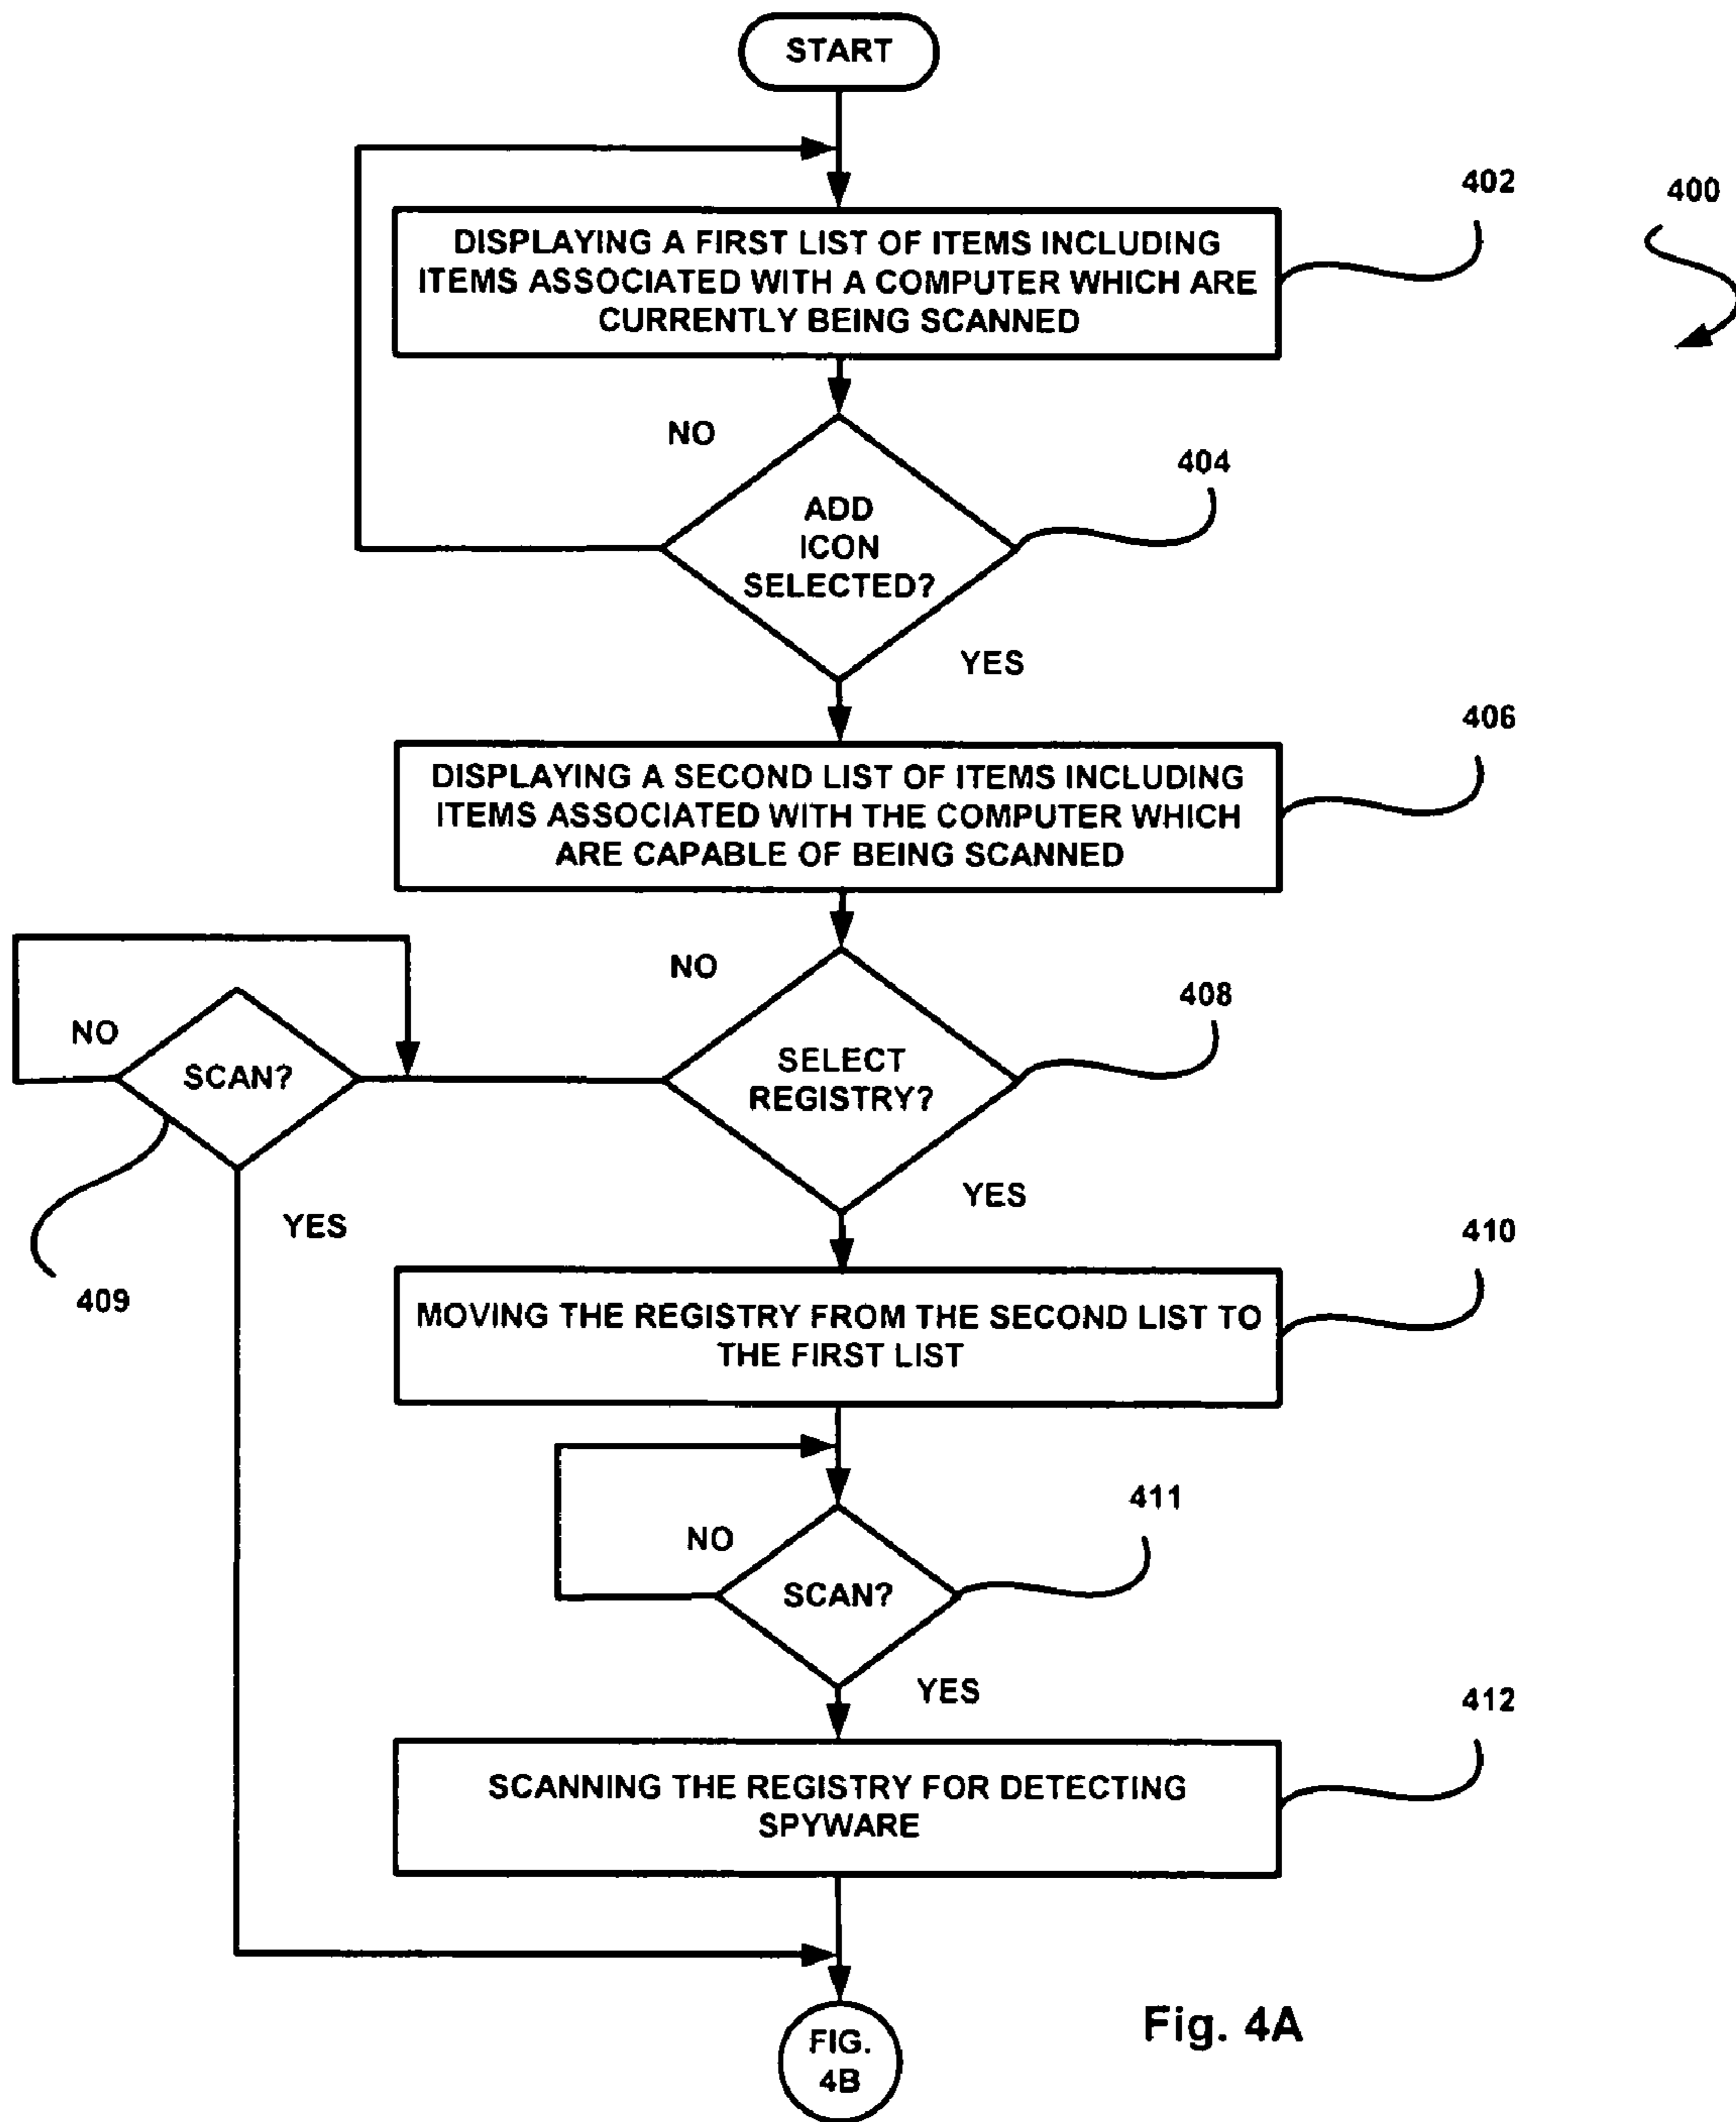 START
402
400
DISPLAYING A FIRST LIST OF ITEMS INCLUDING
ITEMS ASSOCIATED WITH A COMPUTER WHICH ARE
CURRENTLY BEING SCANNED
NO
404
ADD
ICON
SELECTED?
YES
406
DISPLAYING A SECOND LIST OF ITEMS INCLUDING
ITEMS ASSOCIATED WITH THE COMPUTER WHICH
ARE CAPABLE OF BEING SCANNED
NO
408
NO
SCAN?
SELECT
REGISTRY?
YES
YES
409
410
MOVING THE REGISTRY FROM THE SECOND LIST TO
THE FIRST LIST
411
NO
SCAN?
YES
412
SCANNING THE REGISTRY FOR DETECTING
SPYWARE
Fig. 4A
FIG.
4B